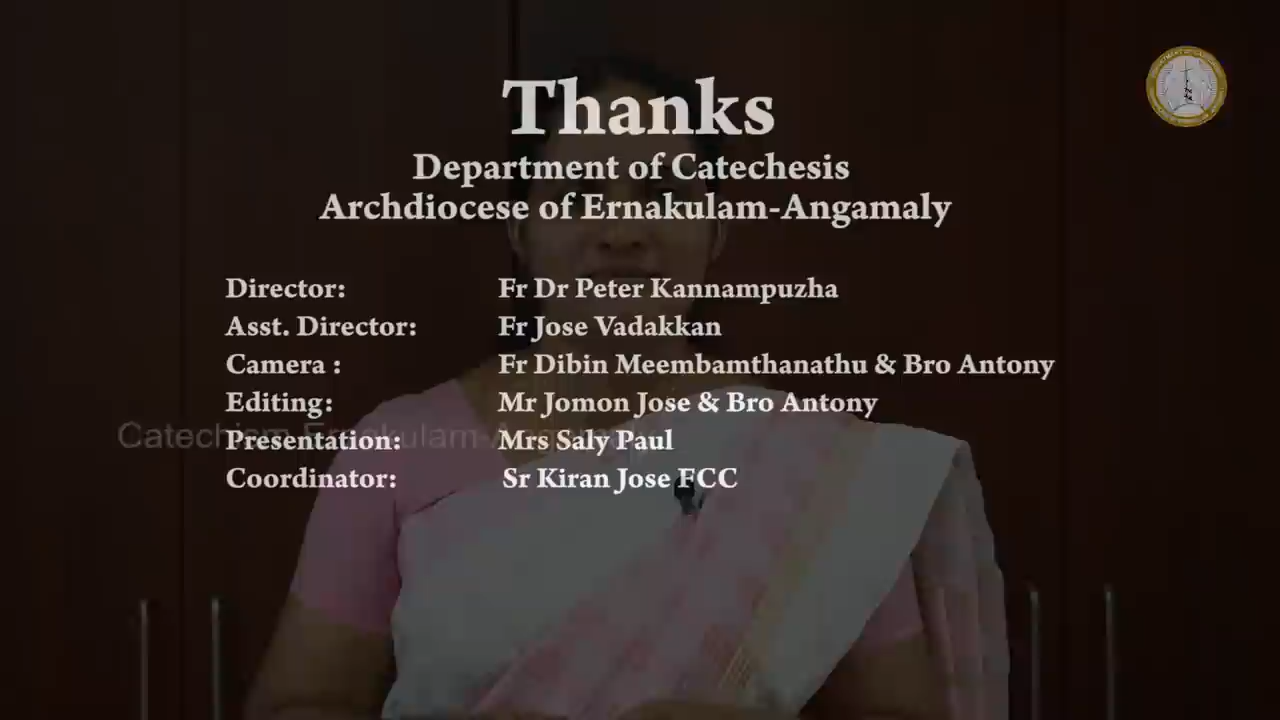 Thanks
Department of Catechesis
Archdiocese of Ernakulam-Angamaly
Director: Fr Dr Peter Kannampuzha
Asst. Director: Fr Jose Vadakkan
Camera : Fr Dibin Meembamthanathu & Bro Antony
Editing: Mr Jomon Jose & Bro Antony
Catechism Ernakulam-
Presentation: Mrs Saly Paul
Coordinator: Sr Kiran Jose FCC